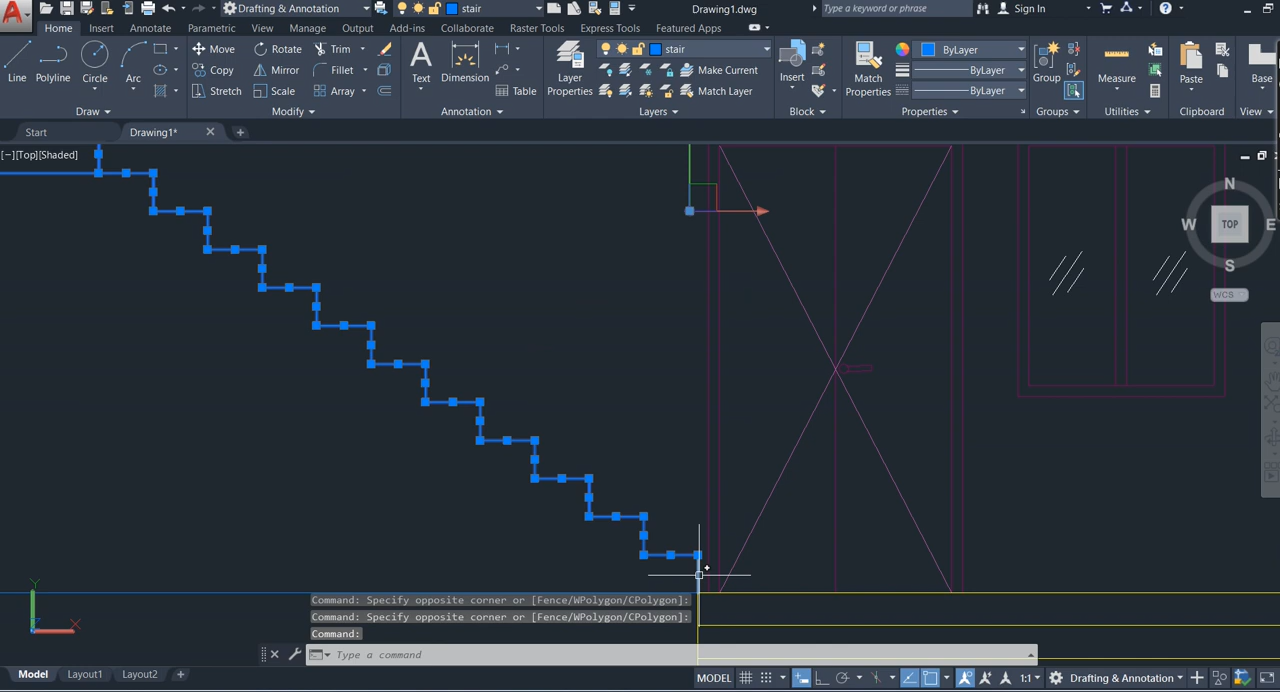 A Drafting & Annotation stair Drawing1.dwg Type a keyword or phrase Sign In
Home Insert Annotate Parametric View Manage Output Add-ins Collaborate Raster Tools Express Tools Featured Apps
Line Polyline Circle Arc
Move Rotate Trim
Copy Mirror Fillet
Stretch Scale Array
A Text Dimension Table
Layer Properties
stair
Make Current
Match Layer
Insert
Match Properties
ByLayer
ByLayer
ByLayer
Group Measure Paste Base
Draw Modify Annotation Layers Block Properties Groups Utilities Clipboard View
Start Drawing1* +
[−][Top][Shaded]
N
W TOP E
S
WCS
Y
X
Command: Specify opposite corner or [Fence/WPolygon/CPolygon]:
Command: Specify opposite corner or [Fence/WPolygon/CPolygon]:
Command:
Type a command
Model Layout1 Layout2 + MODEL 1:1 Drafting & Annotation